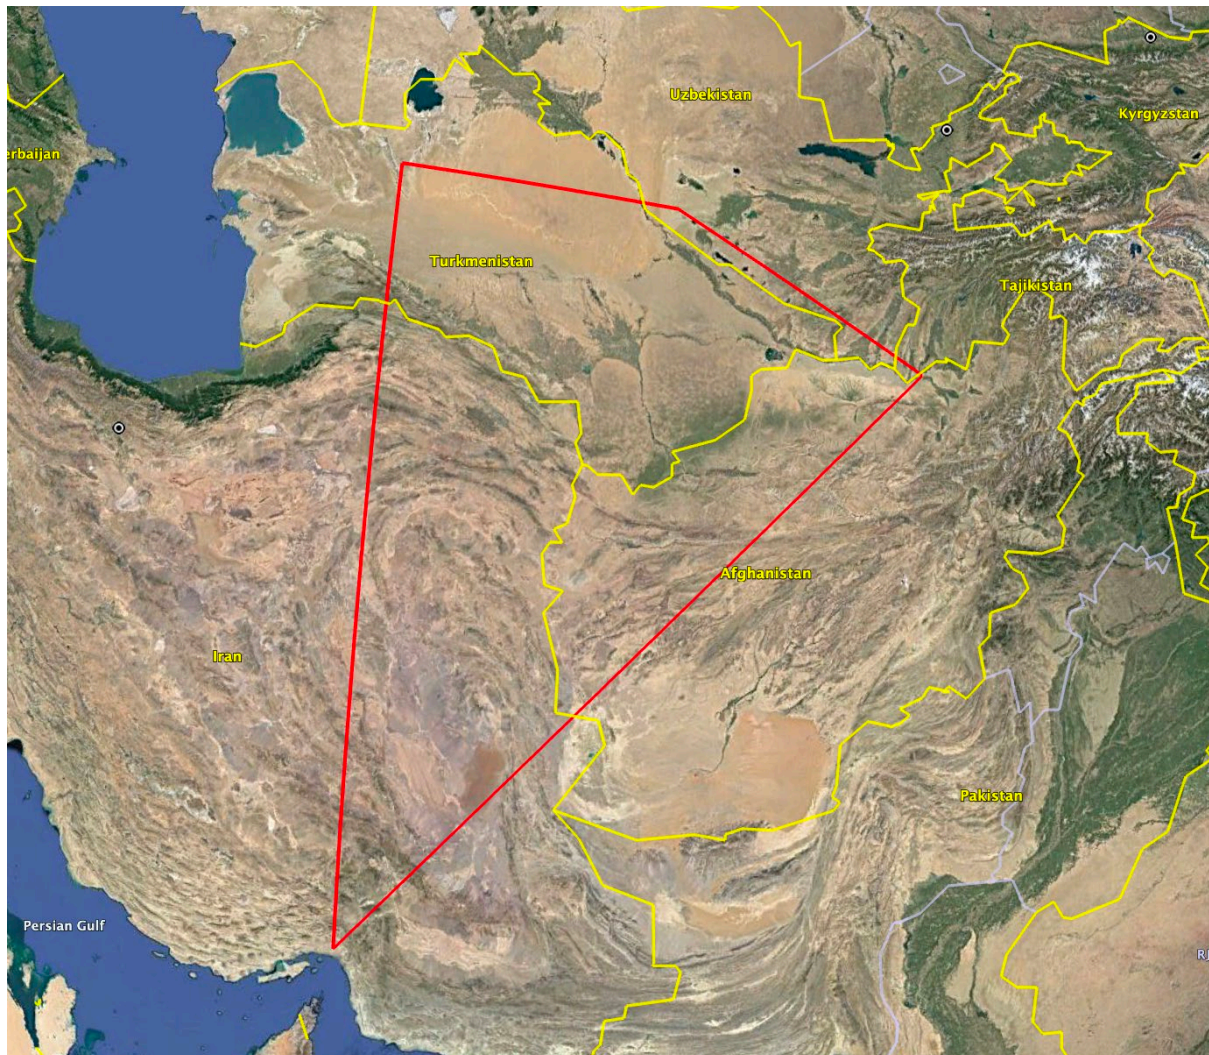 Uzbekistan
Kyrgyzstan
erbaijan
Turkmenistan
Tajikistan
Afghanistan
Iran
Pakistan
Persian Gulf